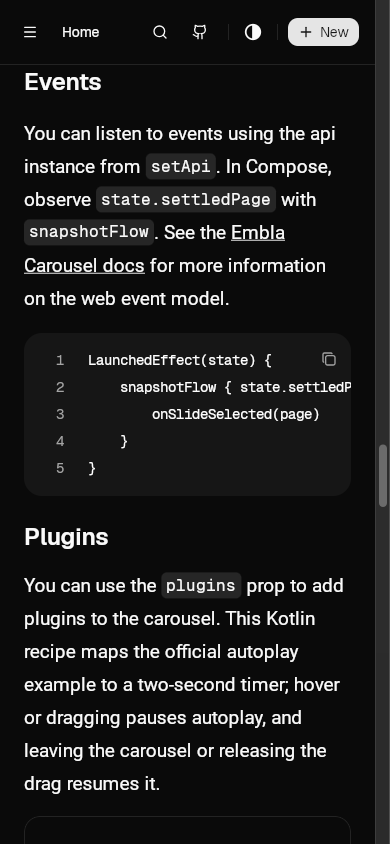 Home
New
Events
You can listen to events using the api
instance from setApi. In Compose,
observe state.settledPage with
snapshotFlow. See the Embla
Carousel docs for more information
on the web event model.
1 LaunchedEffect(state) {
2 snapshotFlow { state.settledP
3 onSlideSelected(page)
4 }
5 }
Plugins
You can use the plugins prop to add
plugins to the carousel. This Kotlin
recipe maps the official autoplay
example to a two-second timer; hover
or dragging pauses autoplay, and
leaving the carousel or releasing the
drag resumes it.